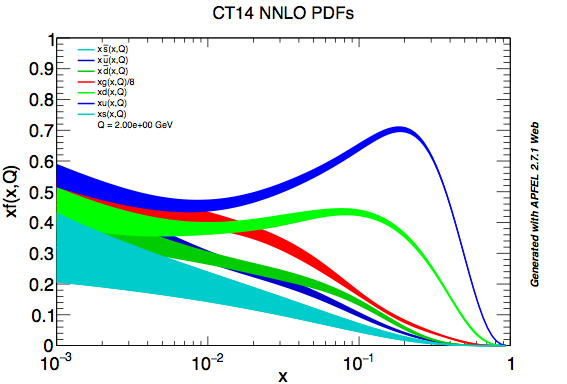 CT14 NNLO PDFs
xs̅(x,Q)
xu̅(x,Q)
xd̅(x,Q)
xg(x,Q)/8
xd(x,Q)
xu(x,Q)
xs(x,Q)
Q = 2.00e+00 GeV
xf(x,Q)
1
0.9
0.8
0.7
0.6
0.5
0.4
0.3
0.2
0.1
0
10⁻³
10⁻²
10⁻¹
1
x
Generated with APFEL 2.7.1 Web